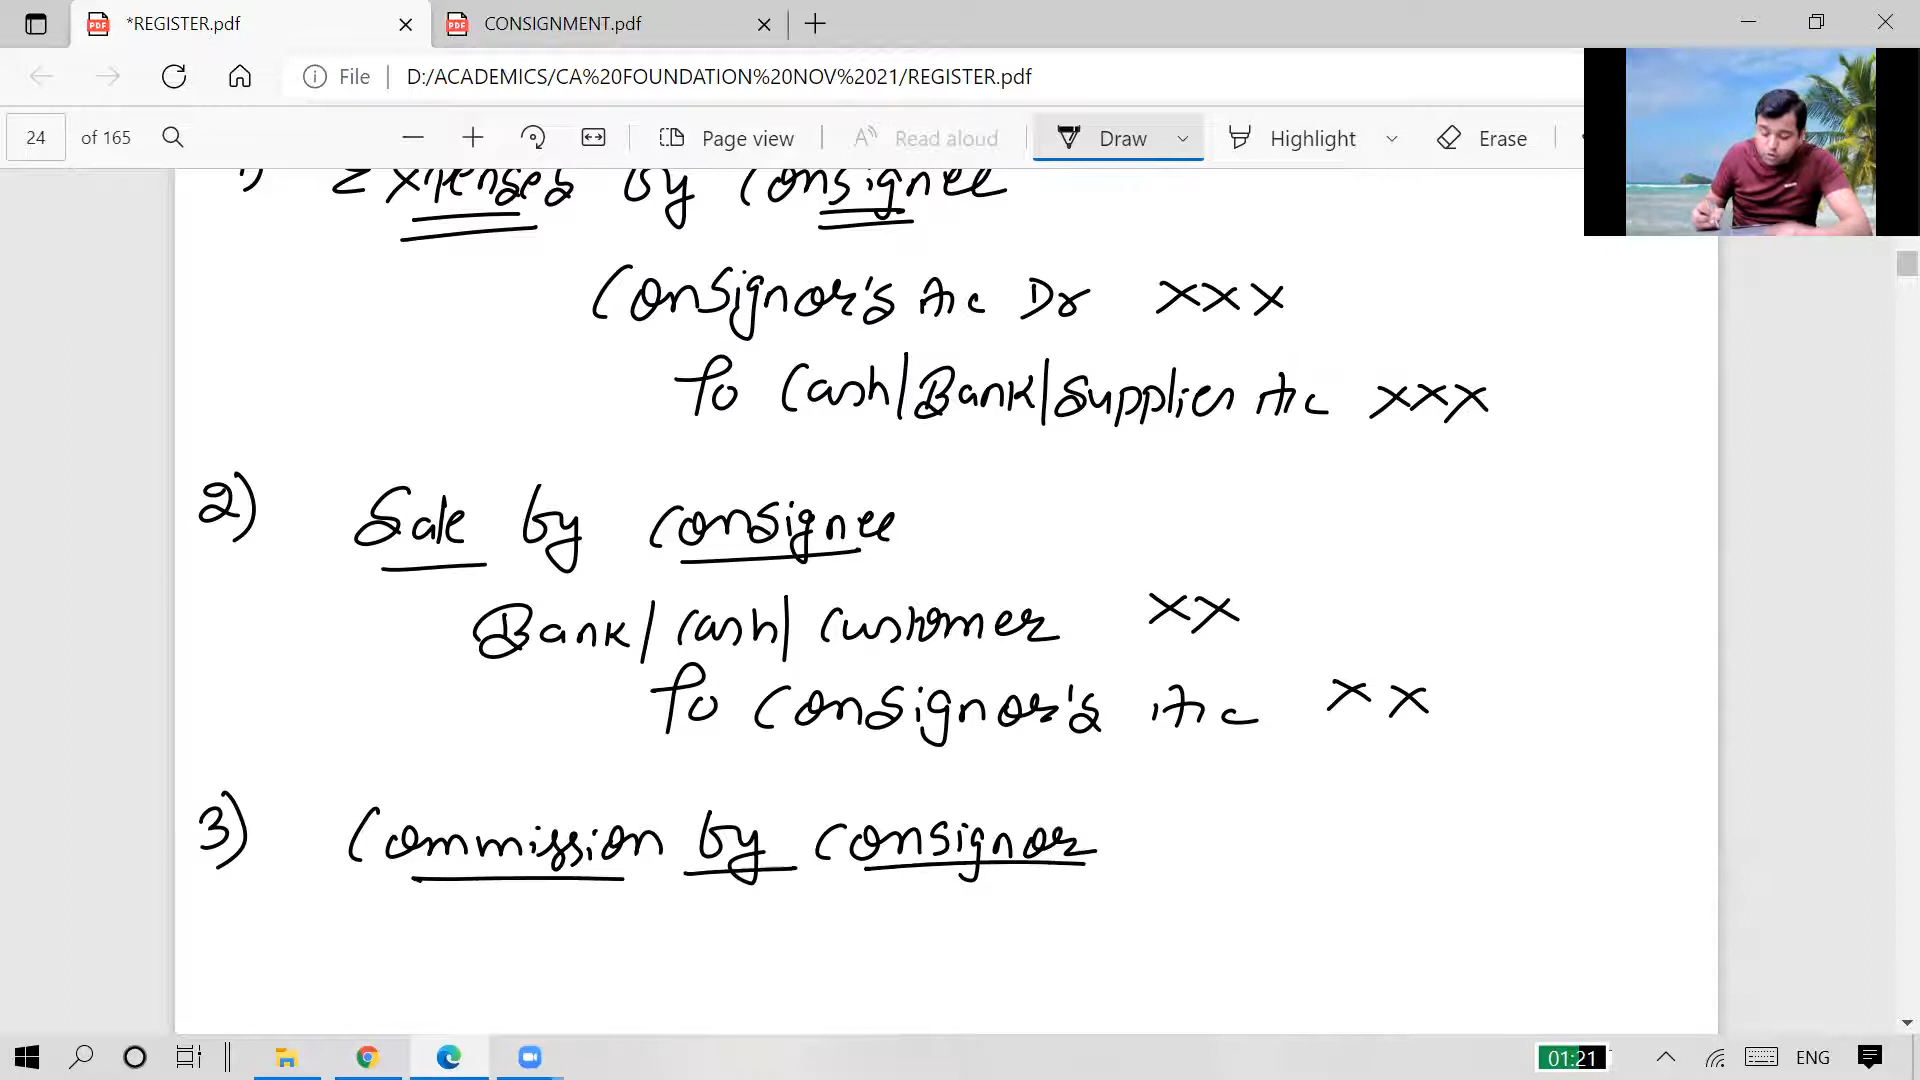 *REGISTER.pdf
CONSIGNMENT.pdf
File
D:/ACADEMICS/CA%20FOUNDATION%20NOV%2021/REGISTER.pdf
24 of 165
Page view
Read aloud
Draw
Highlight
Erase
1) Expenses by Consignee
Consignor's A/c Dr xxx
To Cash/Bank/Supplier A/c xxx
2) Sale by Consignee
Bank/Cash/Customer xx
To Consignor's A/c xx
3) Commission by Consignor
01:21
ENG